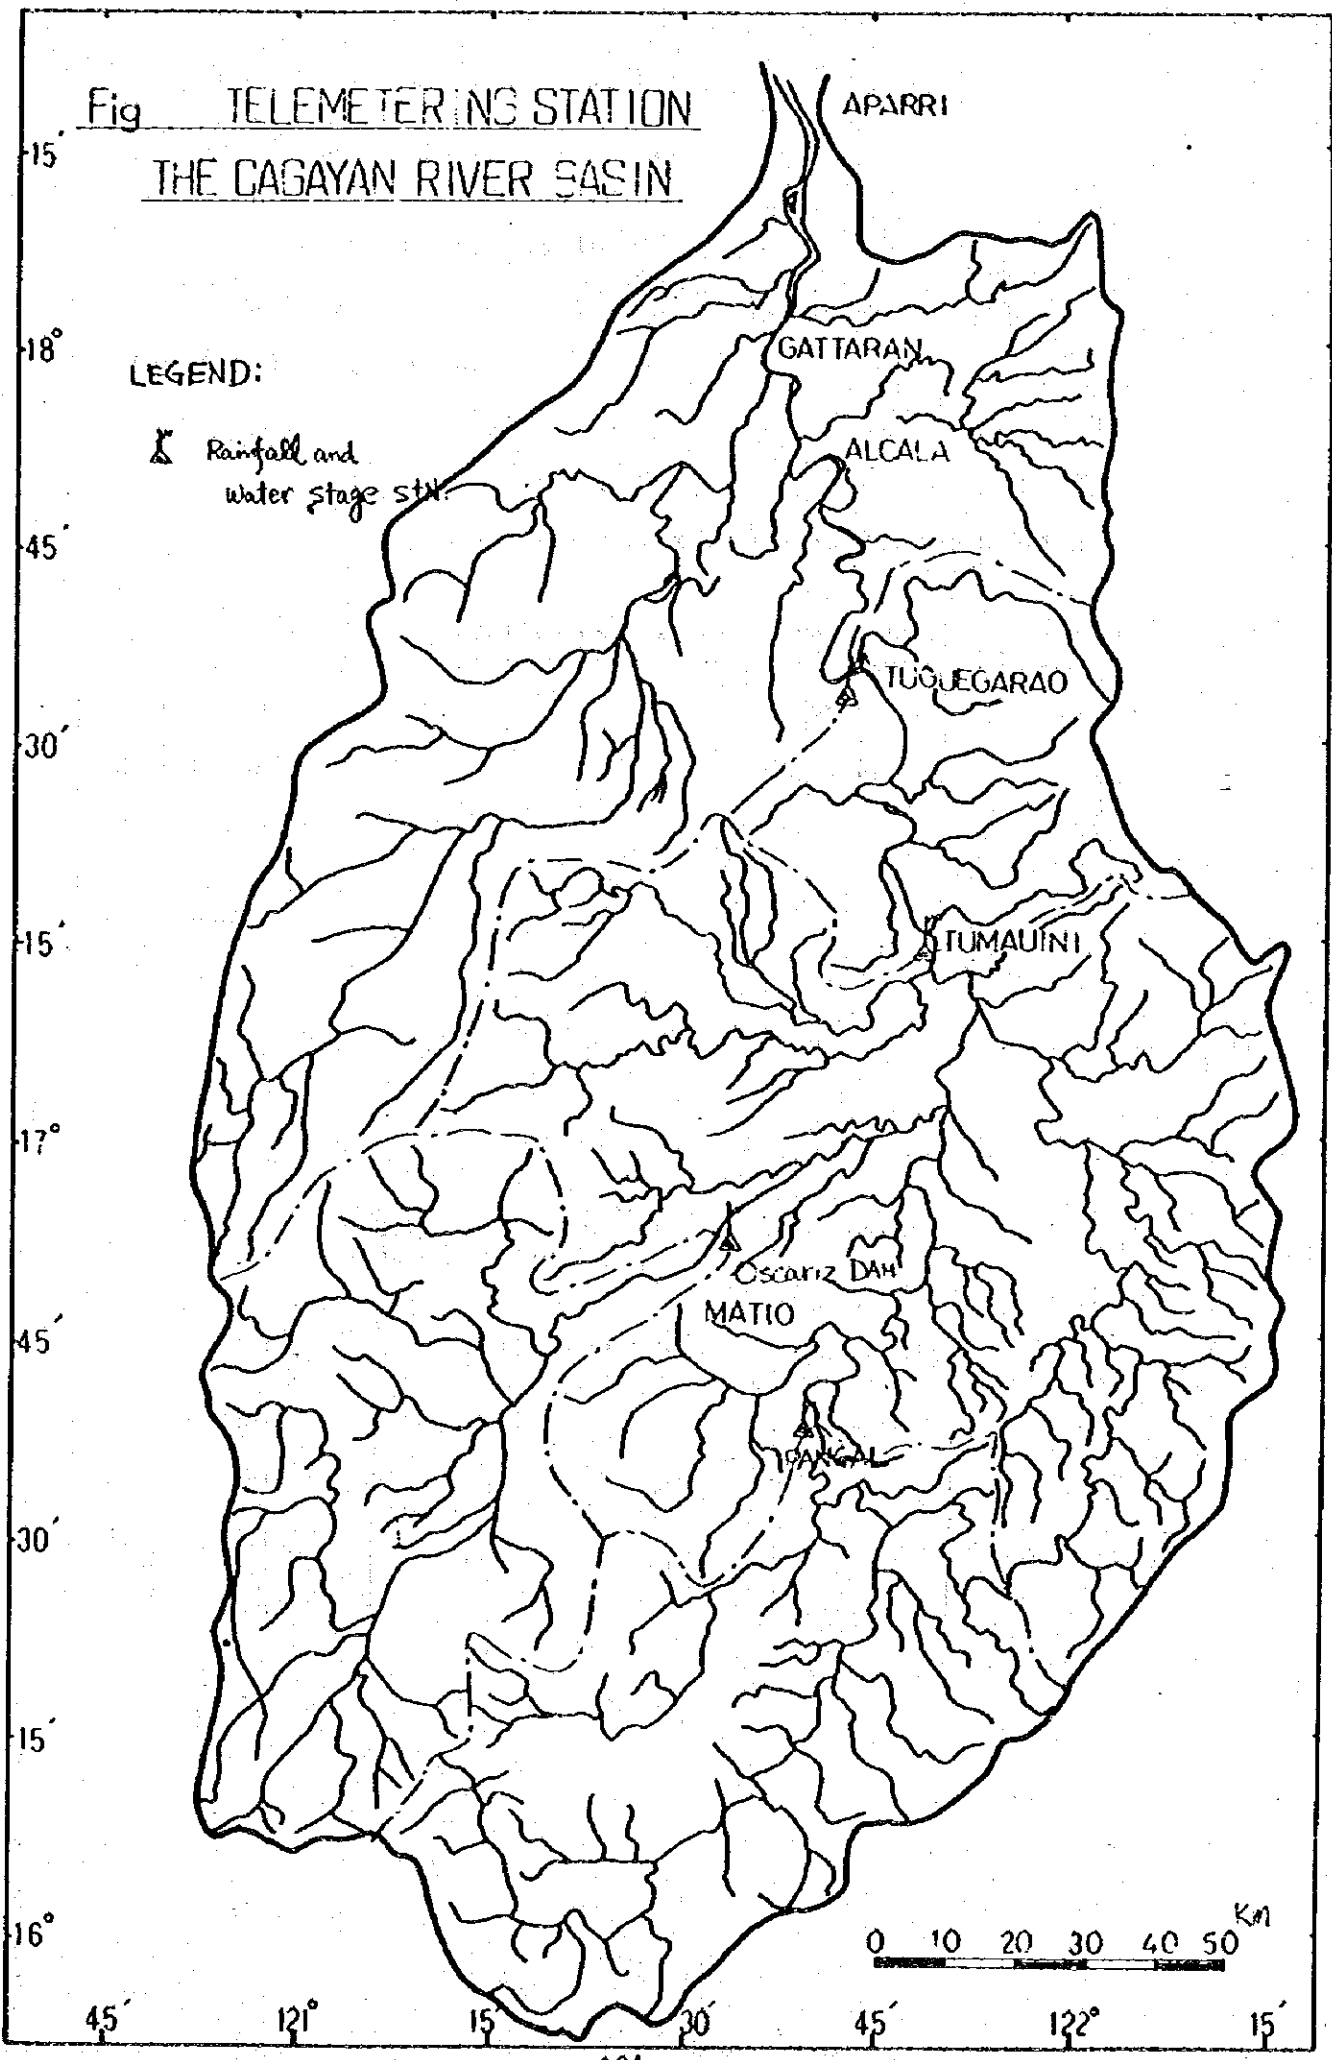 Fig TELEMETERING STATION
THE CAGAYAN RIVER BASIN
APARRI
15′
18°
GATTARAN
LEGEND:
Rainfall and
water stage stn.
ALCALA
45′
TUGUEGARAO
30′
15′
TUMAUINI
17°
Oscariz DAM
MATIO
45′
PANGAL
30′
15′
16°
Km
0 10 20 30 40 50
45′ 121° 15′ 30′ 45′ 122° 15′